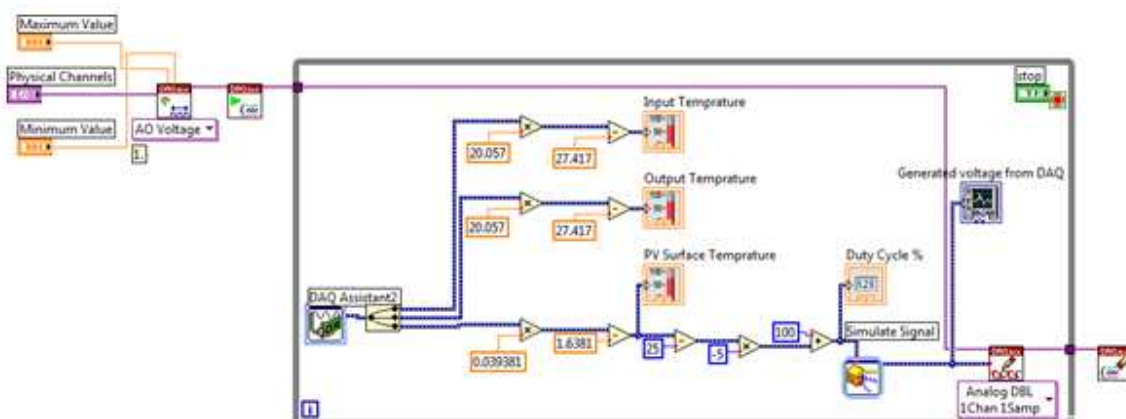 Maximum Value
Physical Channels
Minimum Value
AO Voltage
1.
stop
Input Temprature
20.057
27.417
Output Temprature
20.057
27.417
Generated voltage from DAQ
PV Surface Temprature
Duty Cycle %
DAQ Assistant2
0.039381
1.6381
25
-5
100
Simulate Signal
Analog DBL
1Chan 1Samp
i